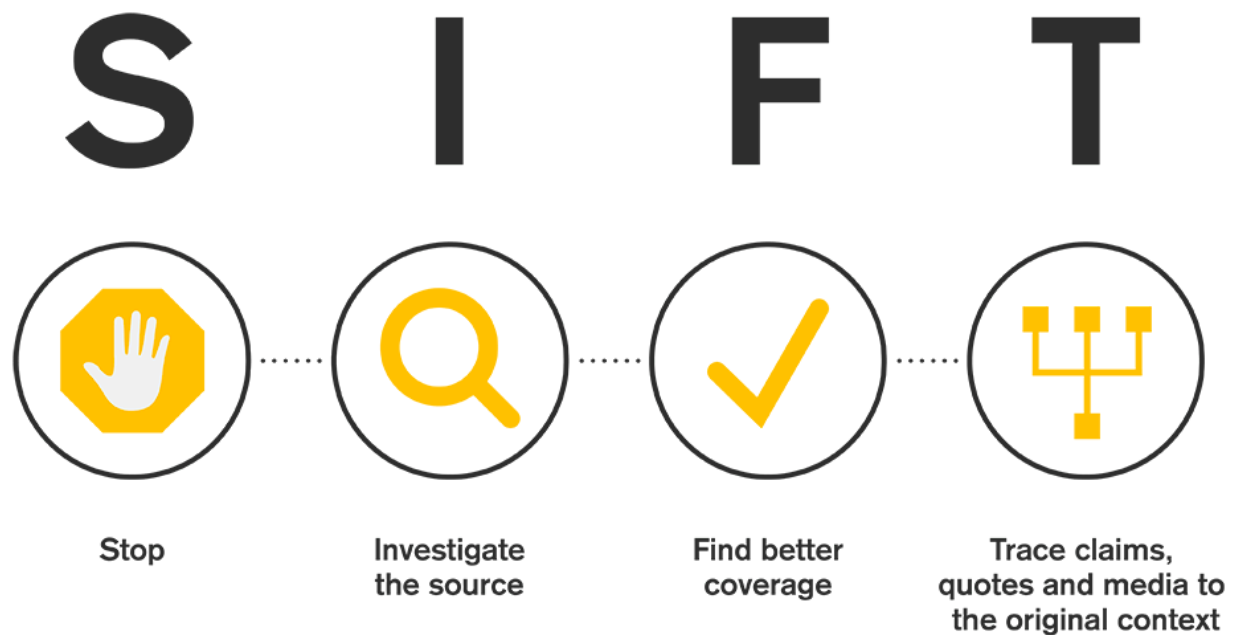 S I F T
Stop
Investigate
the source
Find better
coverage
Trace claims,
quotes and media to
the original context